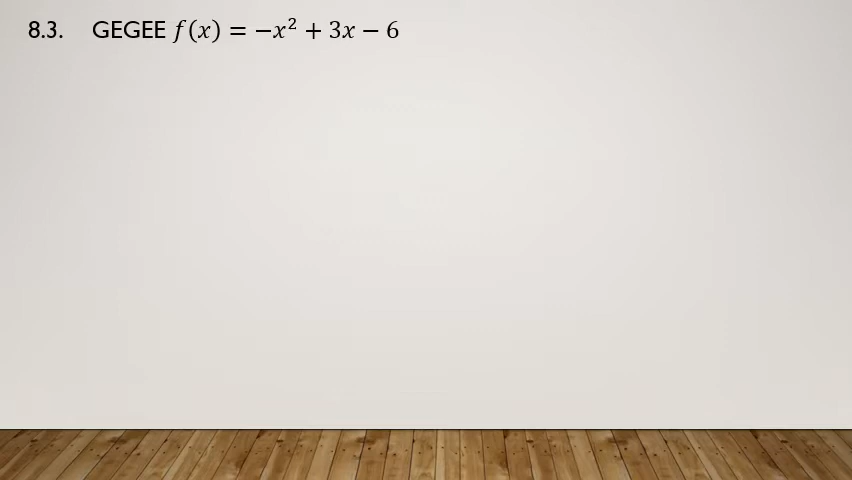 8.3. GEGEE f(x) = −x² + 3x − 6